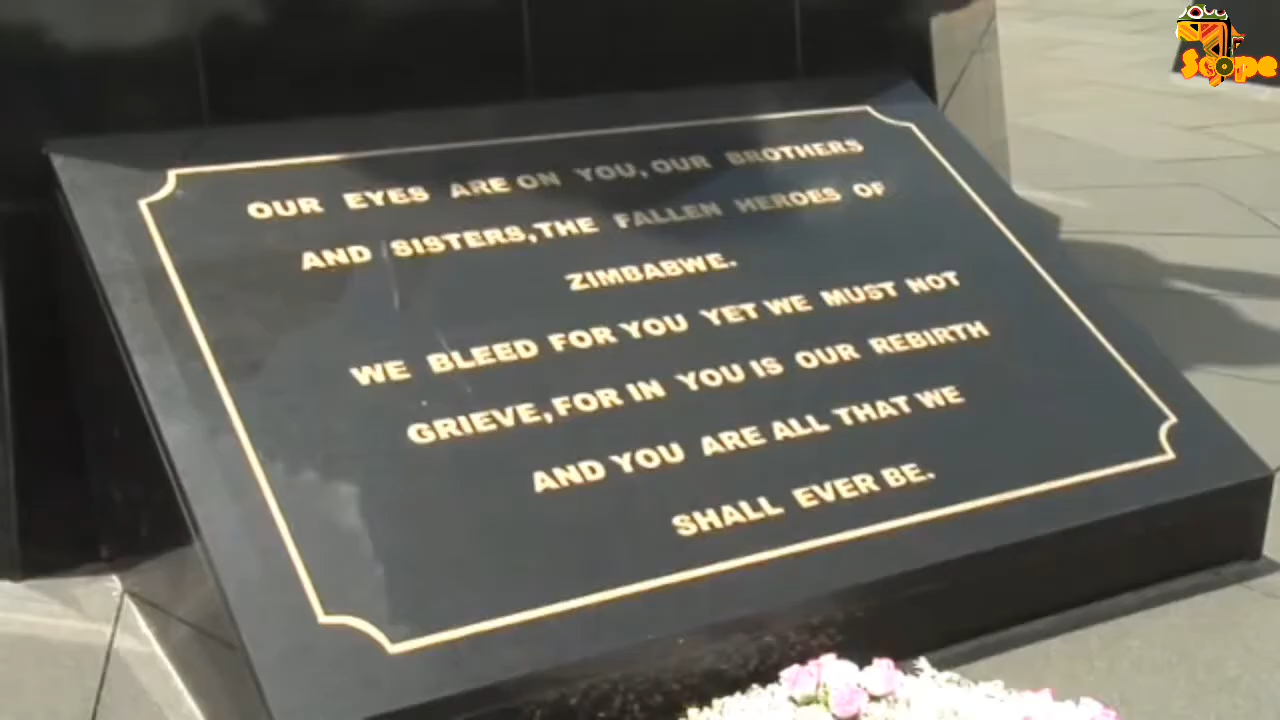 Scope
OUR EYES ARE ON YOU, OUR BROTHERS
AND SISTERS, THE FALLEN HEROES OF
ZIMBABWE.
WE BLEED FOR YOU YET WE MUST NOT
GRIEVE, FOR IN YOU IS OUR REBIRTH
AND YOU ARE ALL THAT WE
SHALL EVER BE.